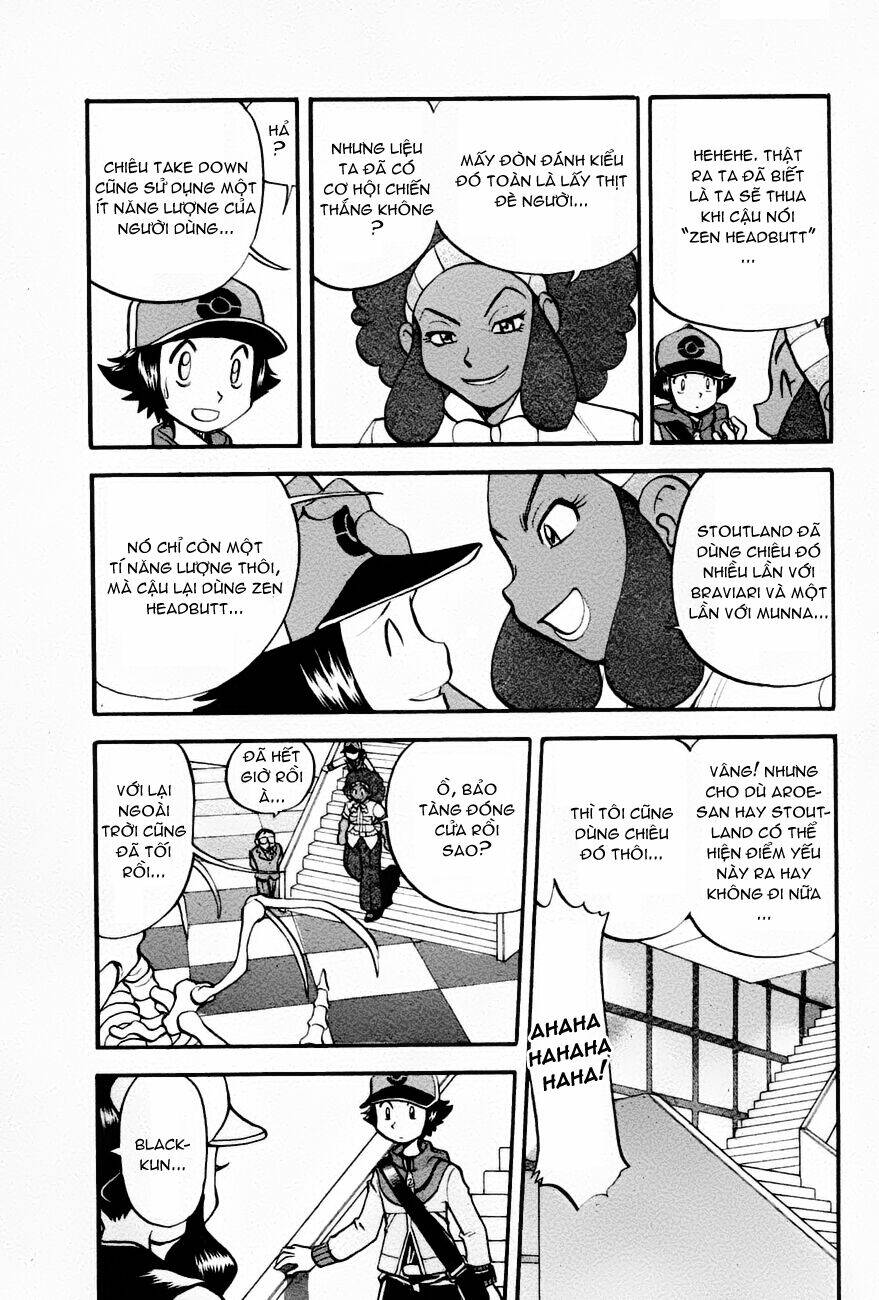 HEHEHE. THẬT
RA TA ĐÃ BIẾT
LÀ TA SẼ THUA
KHI CẬU NÓI
"ZEN HEADBUTT"
...
MẤY ĐÒN ĐÁNH KIỂU
ĐÓ TOÀN LÀ LẤY THỊT
ĐÈ NGƯỜI...
NHƯNG LIỆU
TA ĐÃ CÓ
CƠ HỘI CHIẾN
THẮNG KHÔNG
?
HẢ
?
CHIÊU TAKE DOWN
CŨNG SỬ DỤNG MỘT
ÍT NĂNG LƯỢNG CỦA
NGƯỜI DÙNG...
STOUTLAND ĐÃ
DÙNG CHIÊU ĐÓ
NHIỀU LẦN VỚI
BRAVIARI VÀ MỘT
LẦN VỚI MUNNA...
NÓ CHỈ CÒN MỘT
TÍ NĂNG LƯỢNG THÔI,
MÀ CẬU LẠI DÙNG ZEN
HEADBUTT...
VÂNG! NHƯNG
CHO DÙ AROE-
SAN HAY STOUT-
LAND CÓ THỂ
HIỆN ĐIỂM YẾU
NÀY RA HAY
KHÔNG ĐI NỮA
...
THÌ TÔI CŨNG
DÙNG CHIÊU
ĐÓ THÔI...
AHAHA
HAHAHA
HAHA!
Ồ, BẢO
TÀNG ĐÓNG
CỬA RỒI
SAO?
ĐÃ HẾT
GIỜ RỒI
À...
VỚI LẠI
NGOÀI
TRỜI CŨNG
ĐÃ TỐI
RỒI...
BLACK-
KUN...